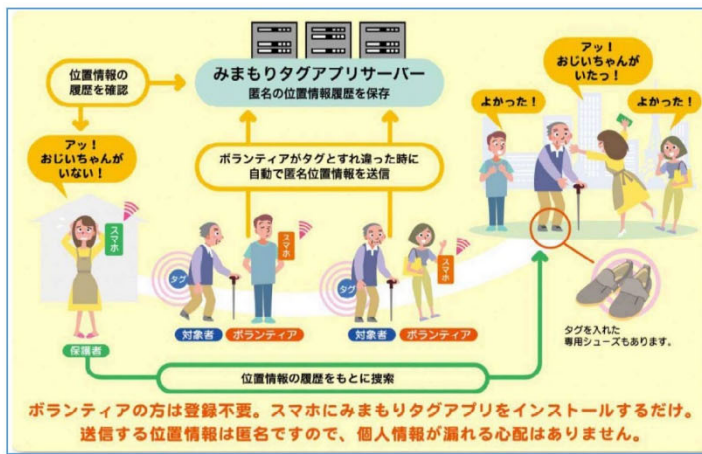 みまもりタグアプリサーバー
匿名の位置情報履歴を保存
位置情報の
履歴を確認
アッ!
おじいちゃんが
いない!
ボランティアがタグとすれ違った時に
自動で匿名位置情報を送信
よかった!
アッ!
おじいちゃんが
いたっ!
よかった!
スマホ
タグ
スマホ
タグ
スマホ
対象者
ボランティア
対象者
ボランティア
保護者
タグを入れた
専用シューズもあります。
位置情報の履歴をもとに捜索
ボランティアの方は登録不要。スマホにみまもりタグアプリをインストールするだけ。
送信する位置情報は匿名ですので、個人情報が漏れる心配はありません。